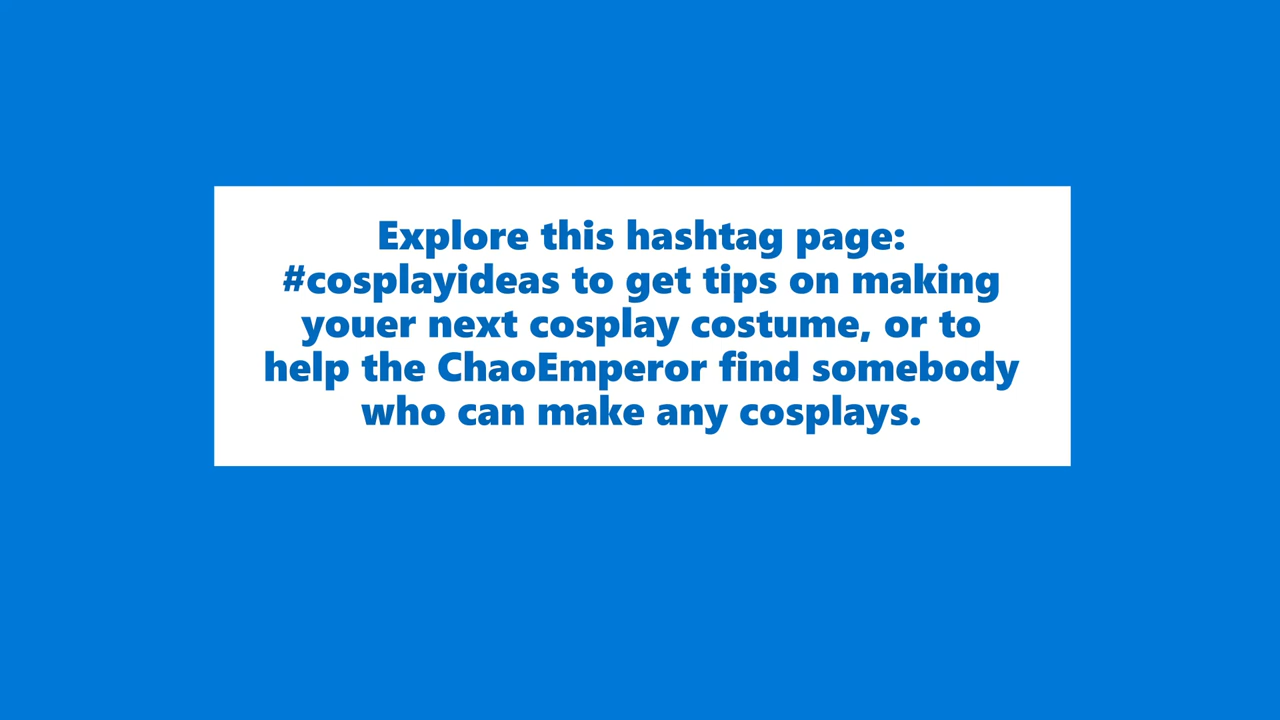 Explore this hashtag page:
#cosplayideas to get tips on making
youer next cosplay costume, or to
help the ChaoEmperor find somebody
who can make any cosplays.